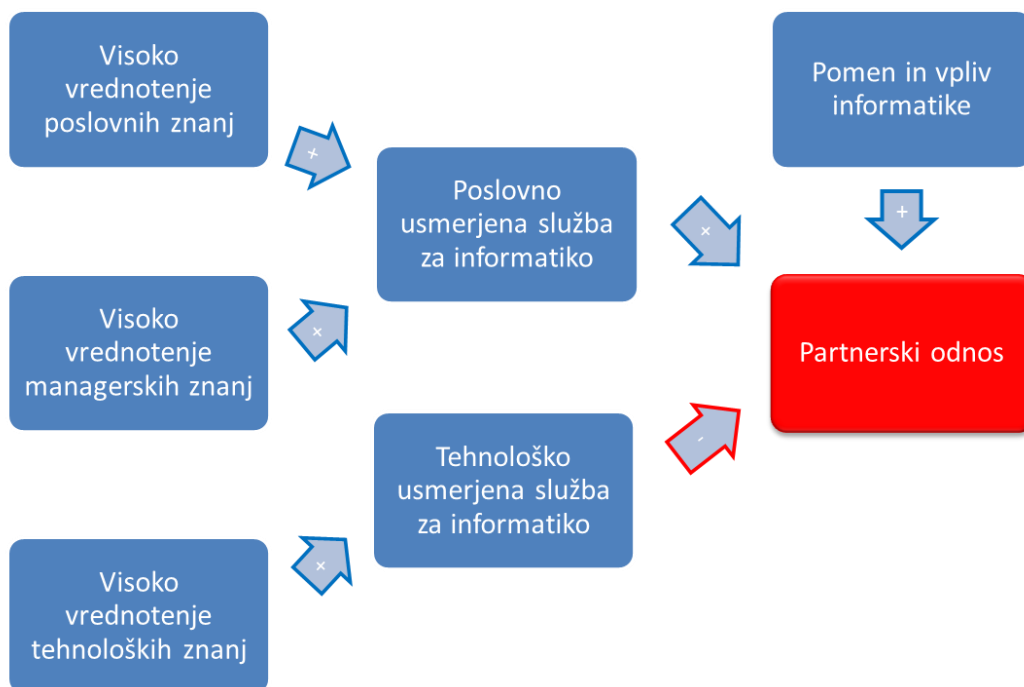 Visoko
vrednotenje
poslovnih znanj
Pomen in vpliv
informatike
+
Poslovno
usmerjena služba
za informatiko
+
+
Visoko
vrednotenje
managerskih znanj
+
Partnerski odnos
Tehnološko
usmerjena služba
za informatiko
-
Visoko
vrednotenje
tehnoloških znanj
+